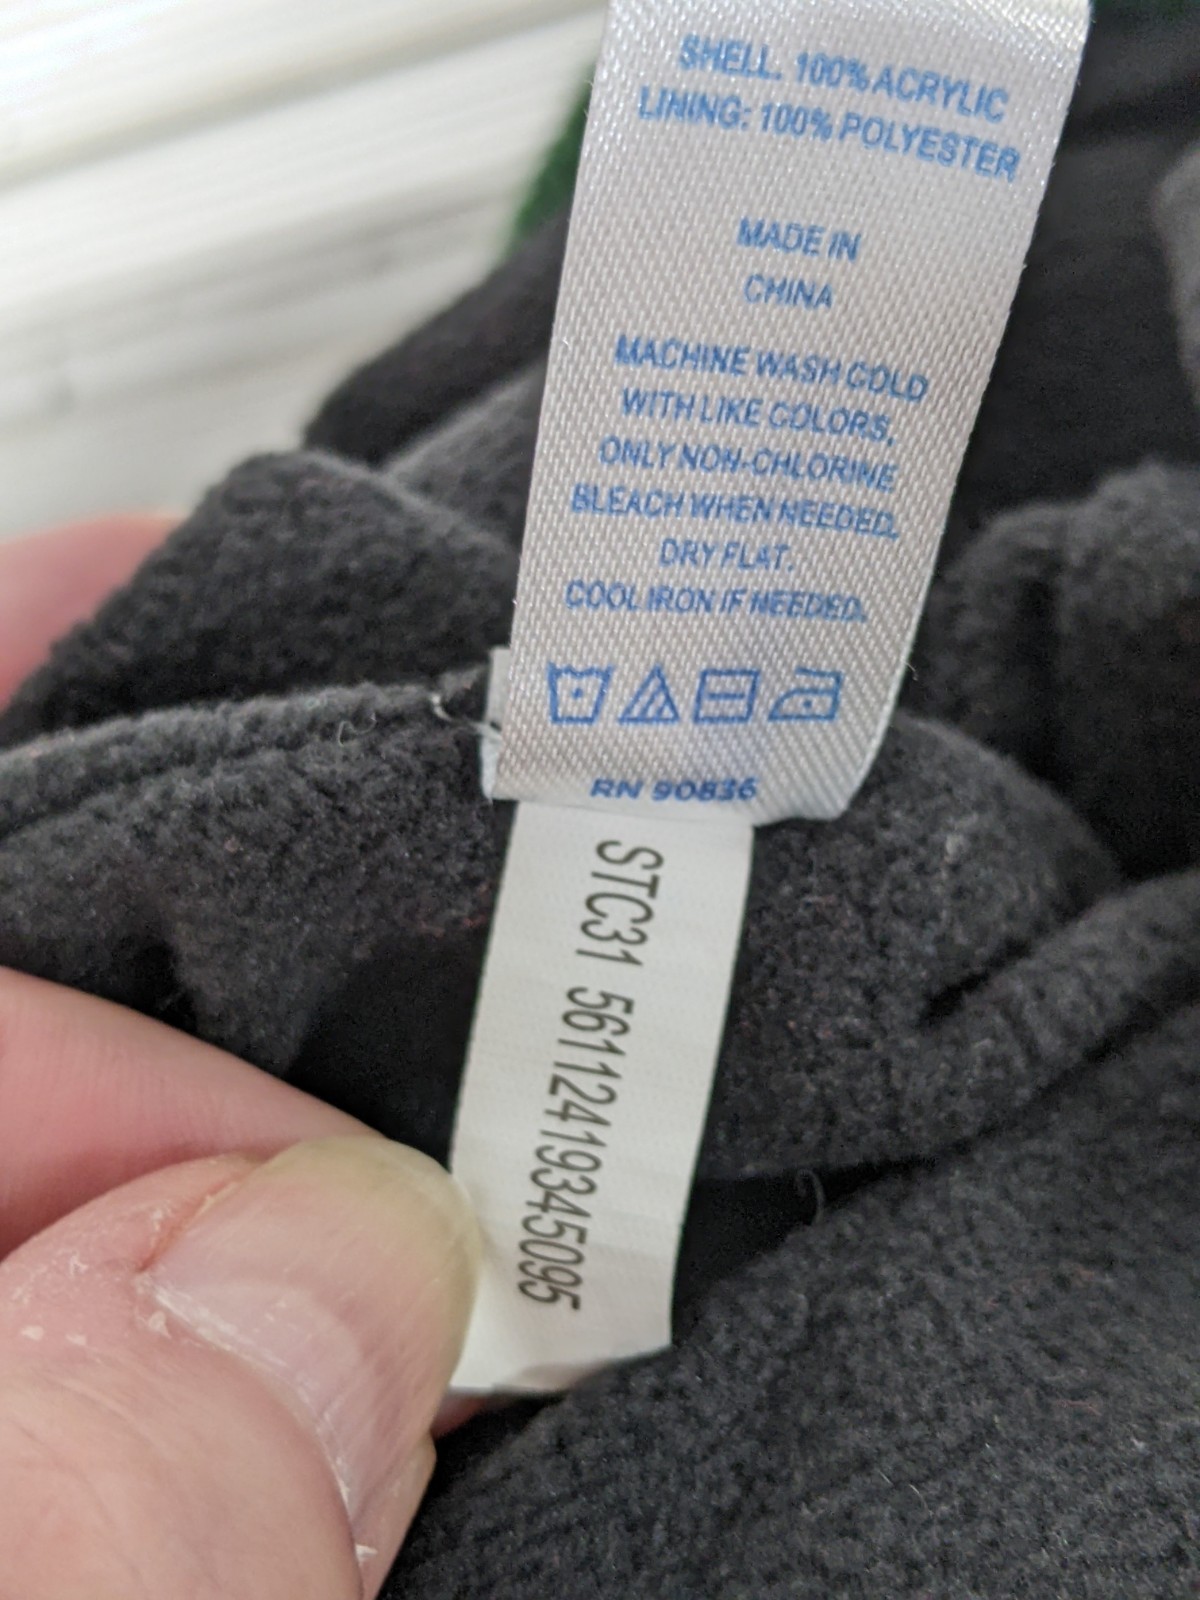 SHELL. 100% ACRYLIC
LINING: 100% POLYESTER
MADE IN
CHINA
MACHINE WASH COLD
WITH LIKE COLORS,
ONLY NON-CHLORINE
BLEACH WHEN NEEDED.
DRY FLAT.
COOL IRON IF NEEDED.
RN 90836
STC31 56112419345095